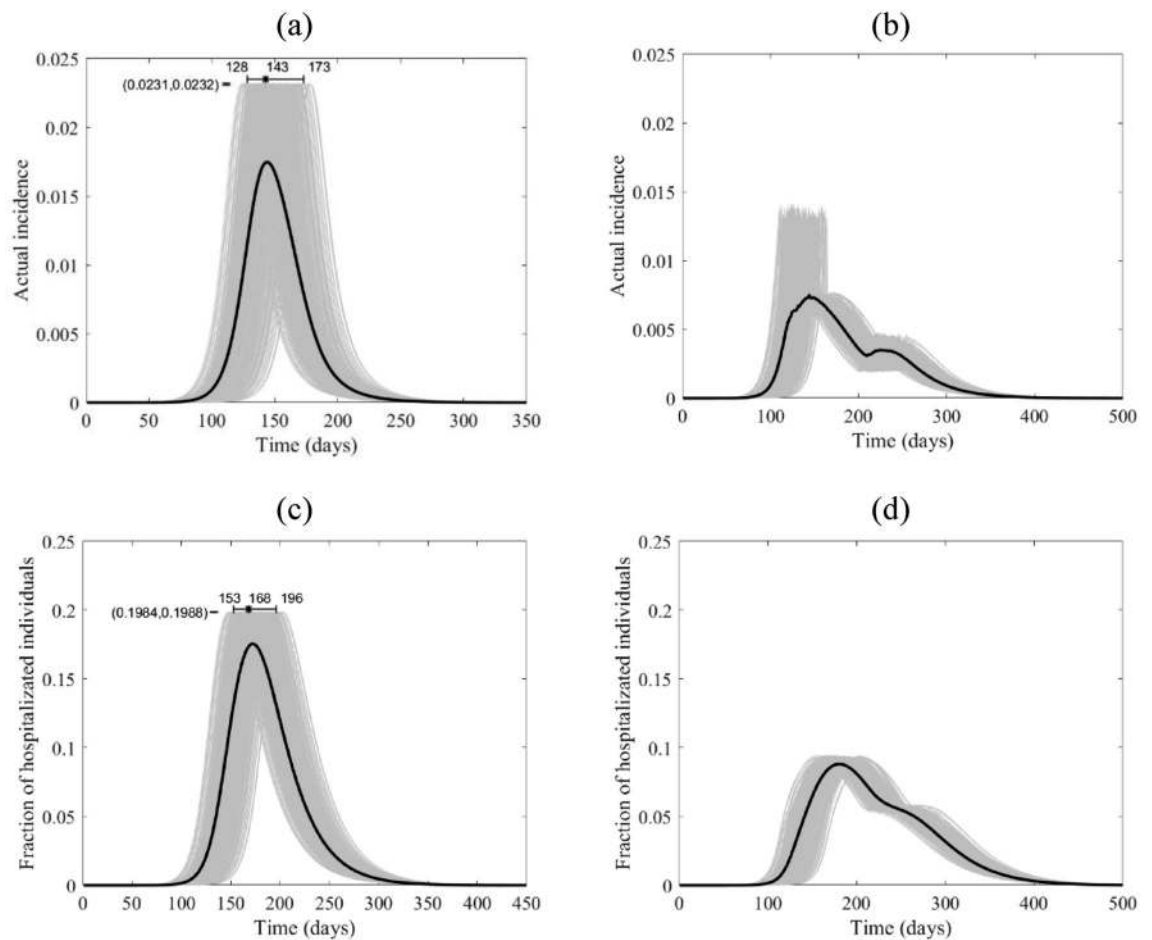 (a)
128 143 173
(0.0231,0.0232)
0.025
0.02
0.015
0.01
0.005
0
Actual incidence
0 50 100 150 200 250 300 350
Time (days)
(b)
0.025
0.02
0.015
0.01
0.005
0
Actual incidence
0 100 200 300 400 500
Time (days)
(c)
153 168 196
(0.1984,0.1988)
0.25
0.2
0.15
0.1
0.05
0
Fraction of hospitalizated individuals
0 50 100 150 200 250 300 350 400 450
Time (days)
(d)
0.25
0.2
0.15
0.1
0.05
0
Fraction of hospitalizated individuals
0 100 200 300 400 500
Time (days)